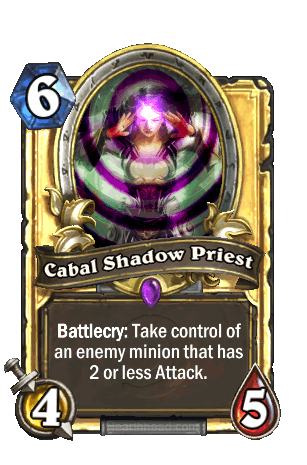 6
Cabal Shadow Priest
Battlecry: Take control of
an enemy minion that has
2 or less Attack.
4
5